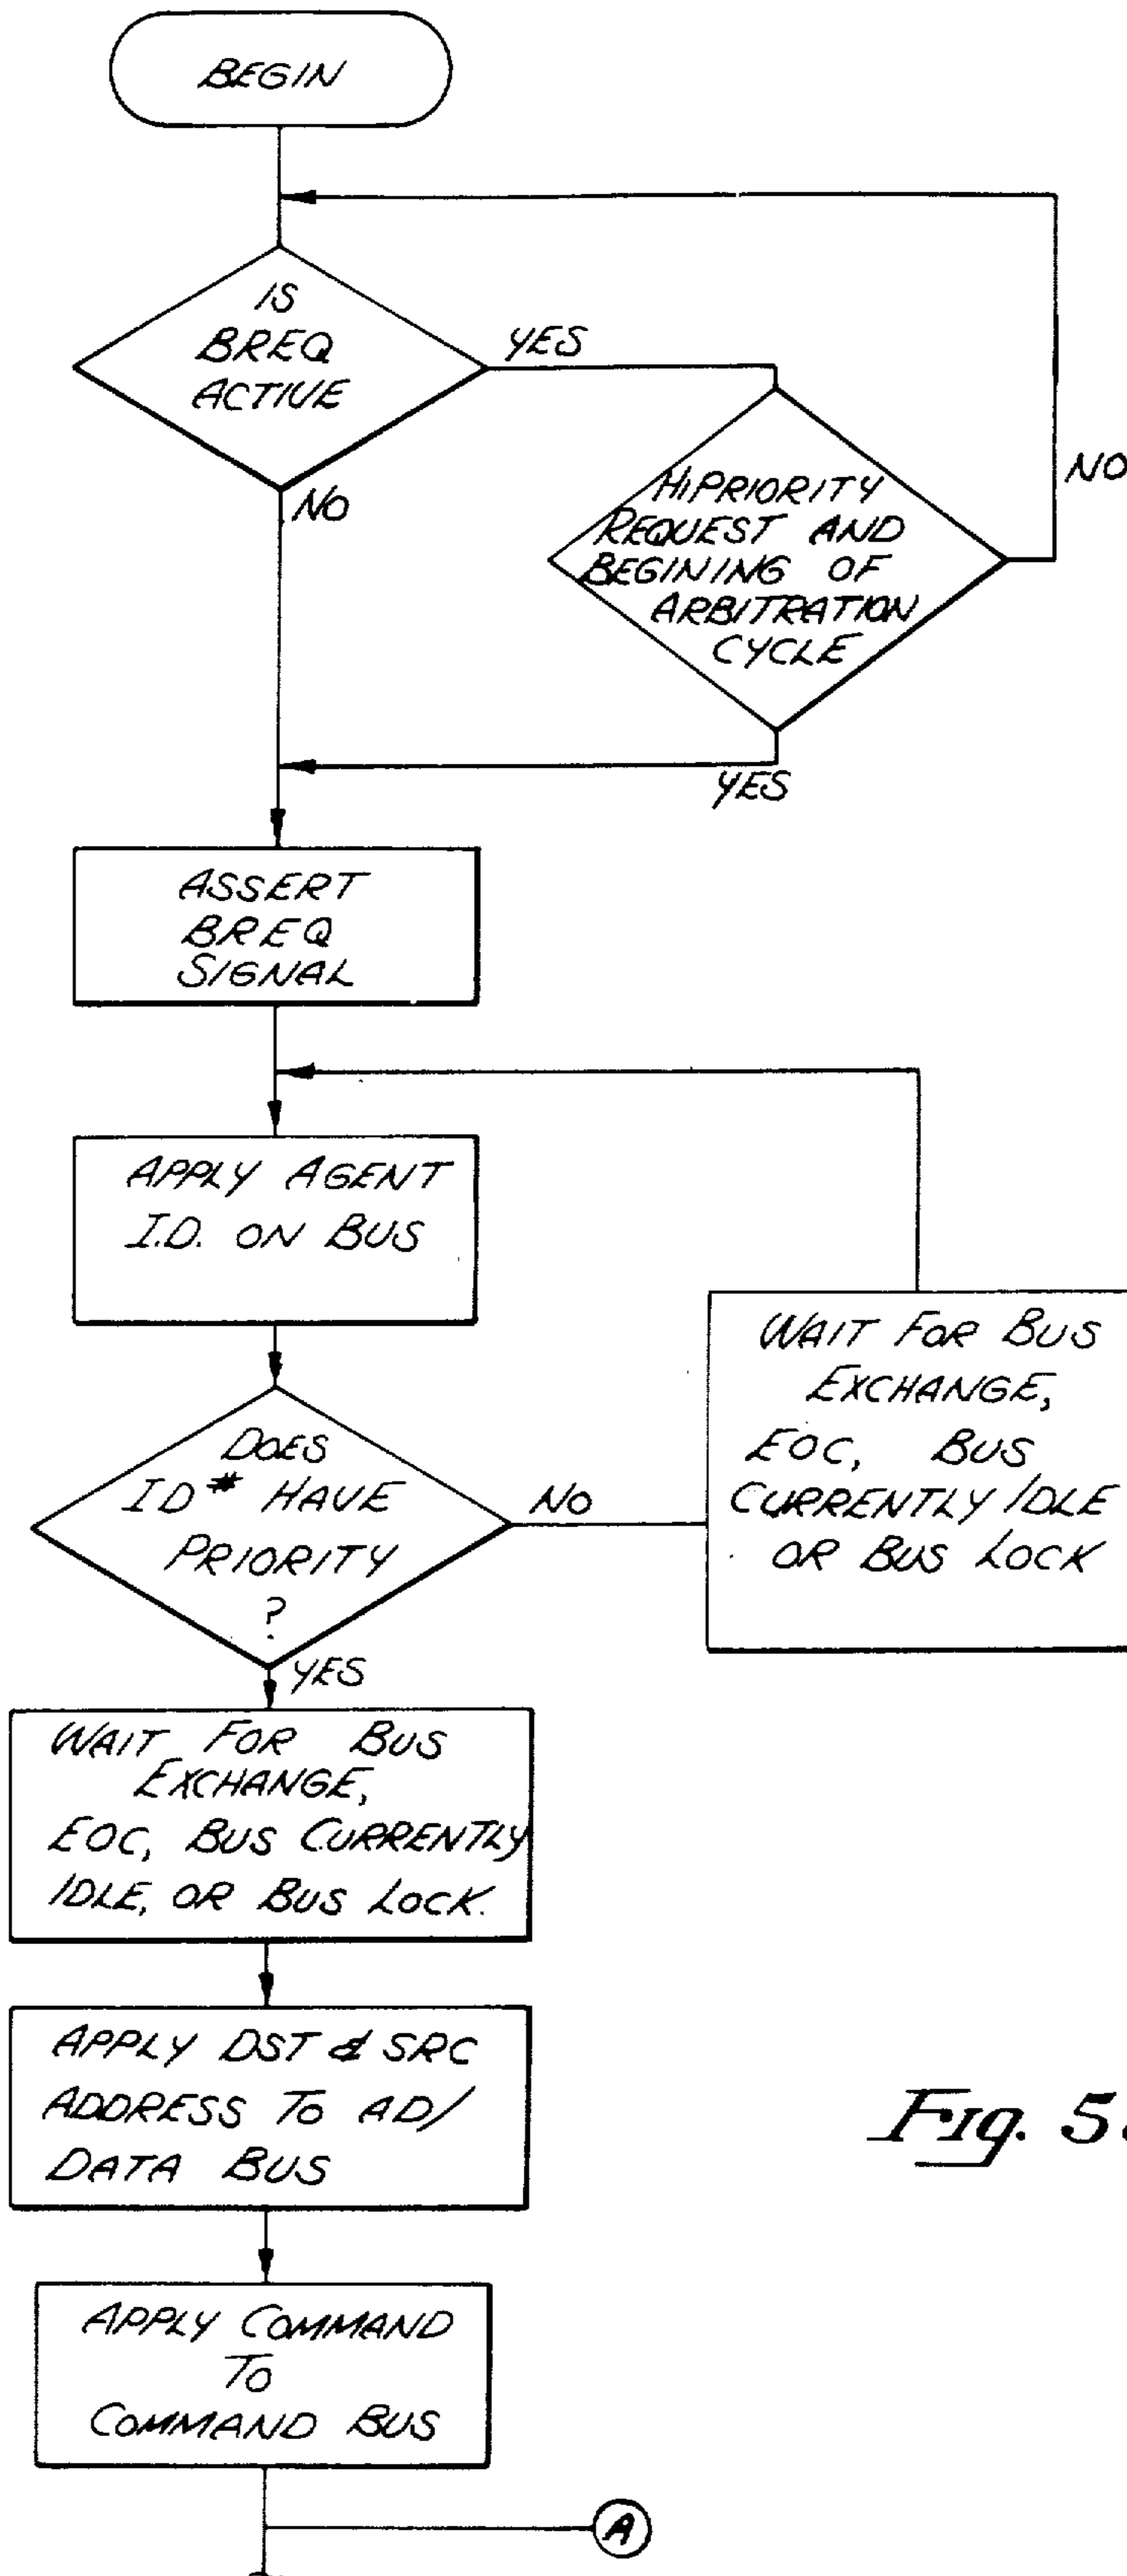 BEGIN
IS
BREQ
ACTIVE
YES
NO
HIPRIORITY
REQUEST AND
BEGINING OF
ARBITRATION
CYCLE
NO
YES
ASSERT
BREQ
SIGNAL
APPLY AGENT
I.D. ON BUS
DOES
ID# HAVE
PRIORITY
?
NO
WAIT FOR BUS
EXCHANGE,
EOC, BUS
CURRENTLY IDLE
OR BUS LOCK
YES
WAIT FOR BUS
EXCHANGE,
EOC, BUS CURRENTLY
IDLE, OR BUS LOCK.
APPLY DST & SRC
ADDRESS TO AD/
DATA BUS
APPLY COMMAND
TO
COMMAND BUS
A
Fig. 5